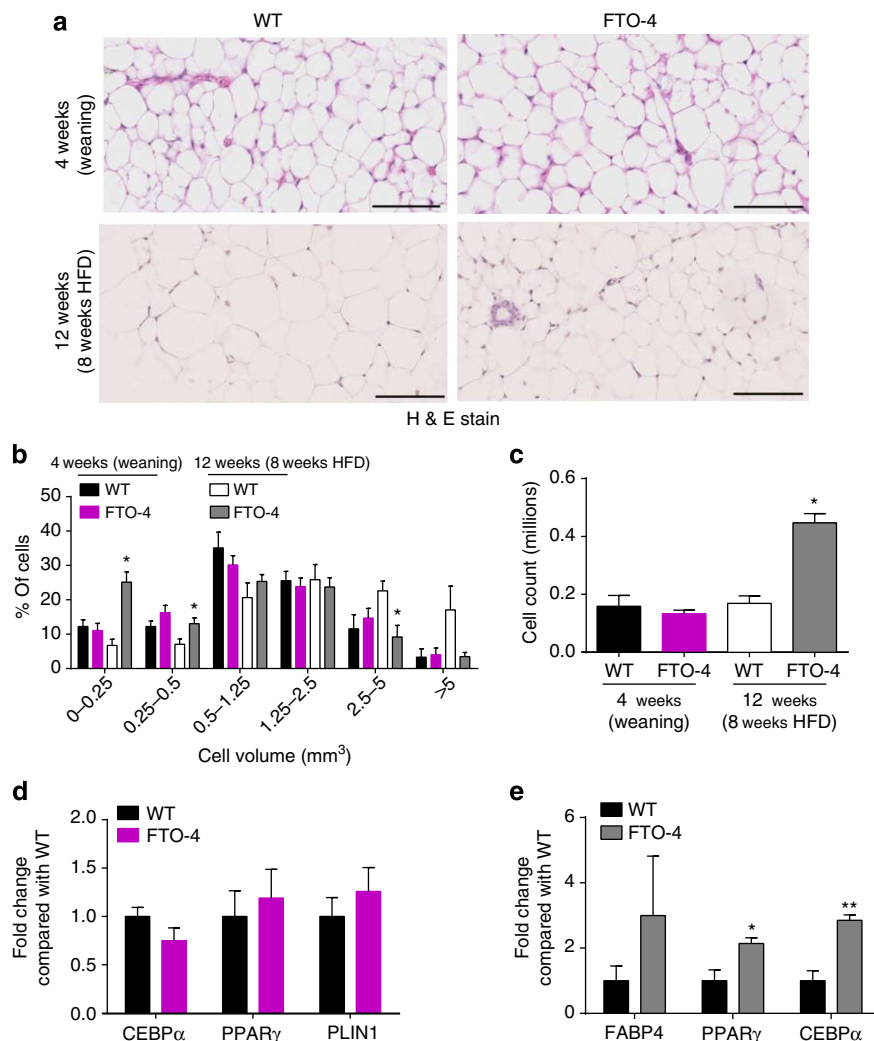 a
WT FTO-4
4 weeks
(weaning)
12 weeks
(8 weeks HFD)
H & E stain
b
4 weeks (weaning) 12 weeks (8 weeks HFD)
WT WT
FTO-4 FTO-4
% Of cells
50
40
30
20
10
0
* * *
0–0.25 0.25–0.5 0.5–1.25 1.25–2.5 2.5–5 >5
Cell volume (mm³)
c
Cell count (millions)
0.6
0.4
0.2
0.0
*
WT FTO-4 WT FTO-4
4 weeks 12 weeks
(weaning) (8 weeks HFD)
d
WT
FTO-4
Fold change
compared with WT
2.0
1.5
1.0
0.5
0.0
CEBPα PPARγ PLIN1
e
WT
FTO-4
Fold change
compared with WT
6
4
2
0
* **
FABP4 PPARγ CEBPα